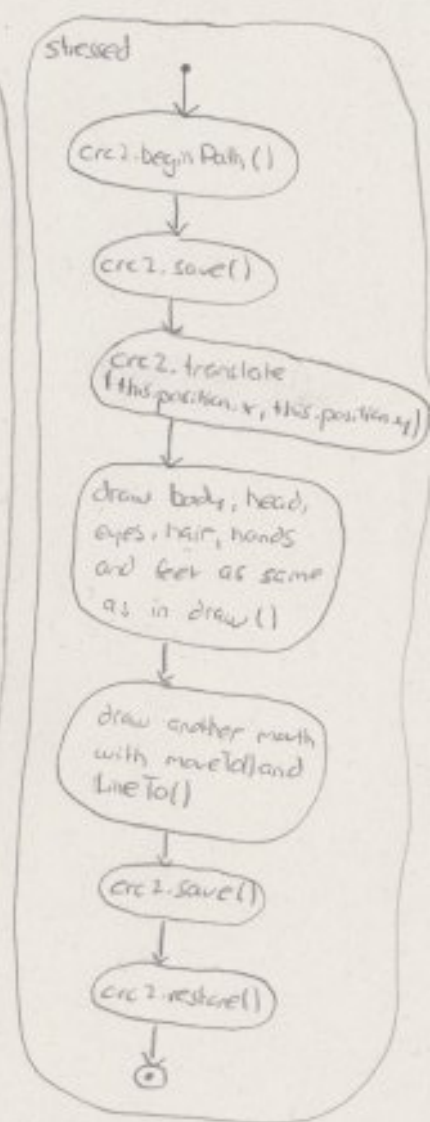 stressed
crc2.beginPath()
crc2.save()
crc2.translate
(this.position.x, this.position.y)
draw body, head,
eyes, hair, hands
and feet as same
as in draw()
draw another mouth
with moveTo() and
LineTo()
crc2.save()
crc2.restore()